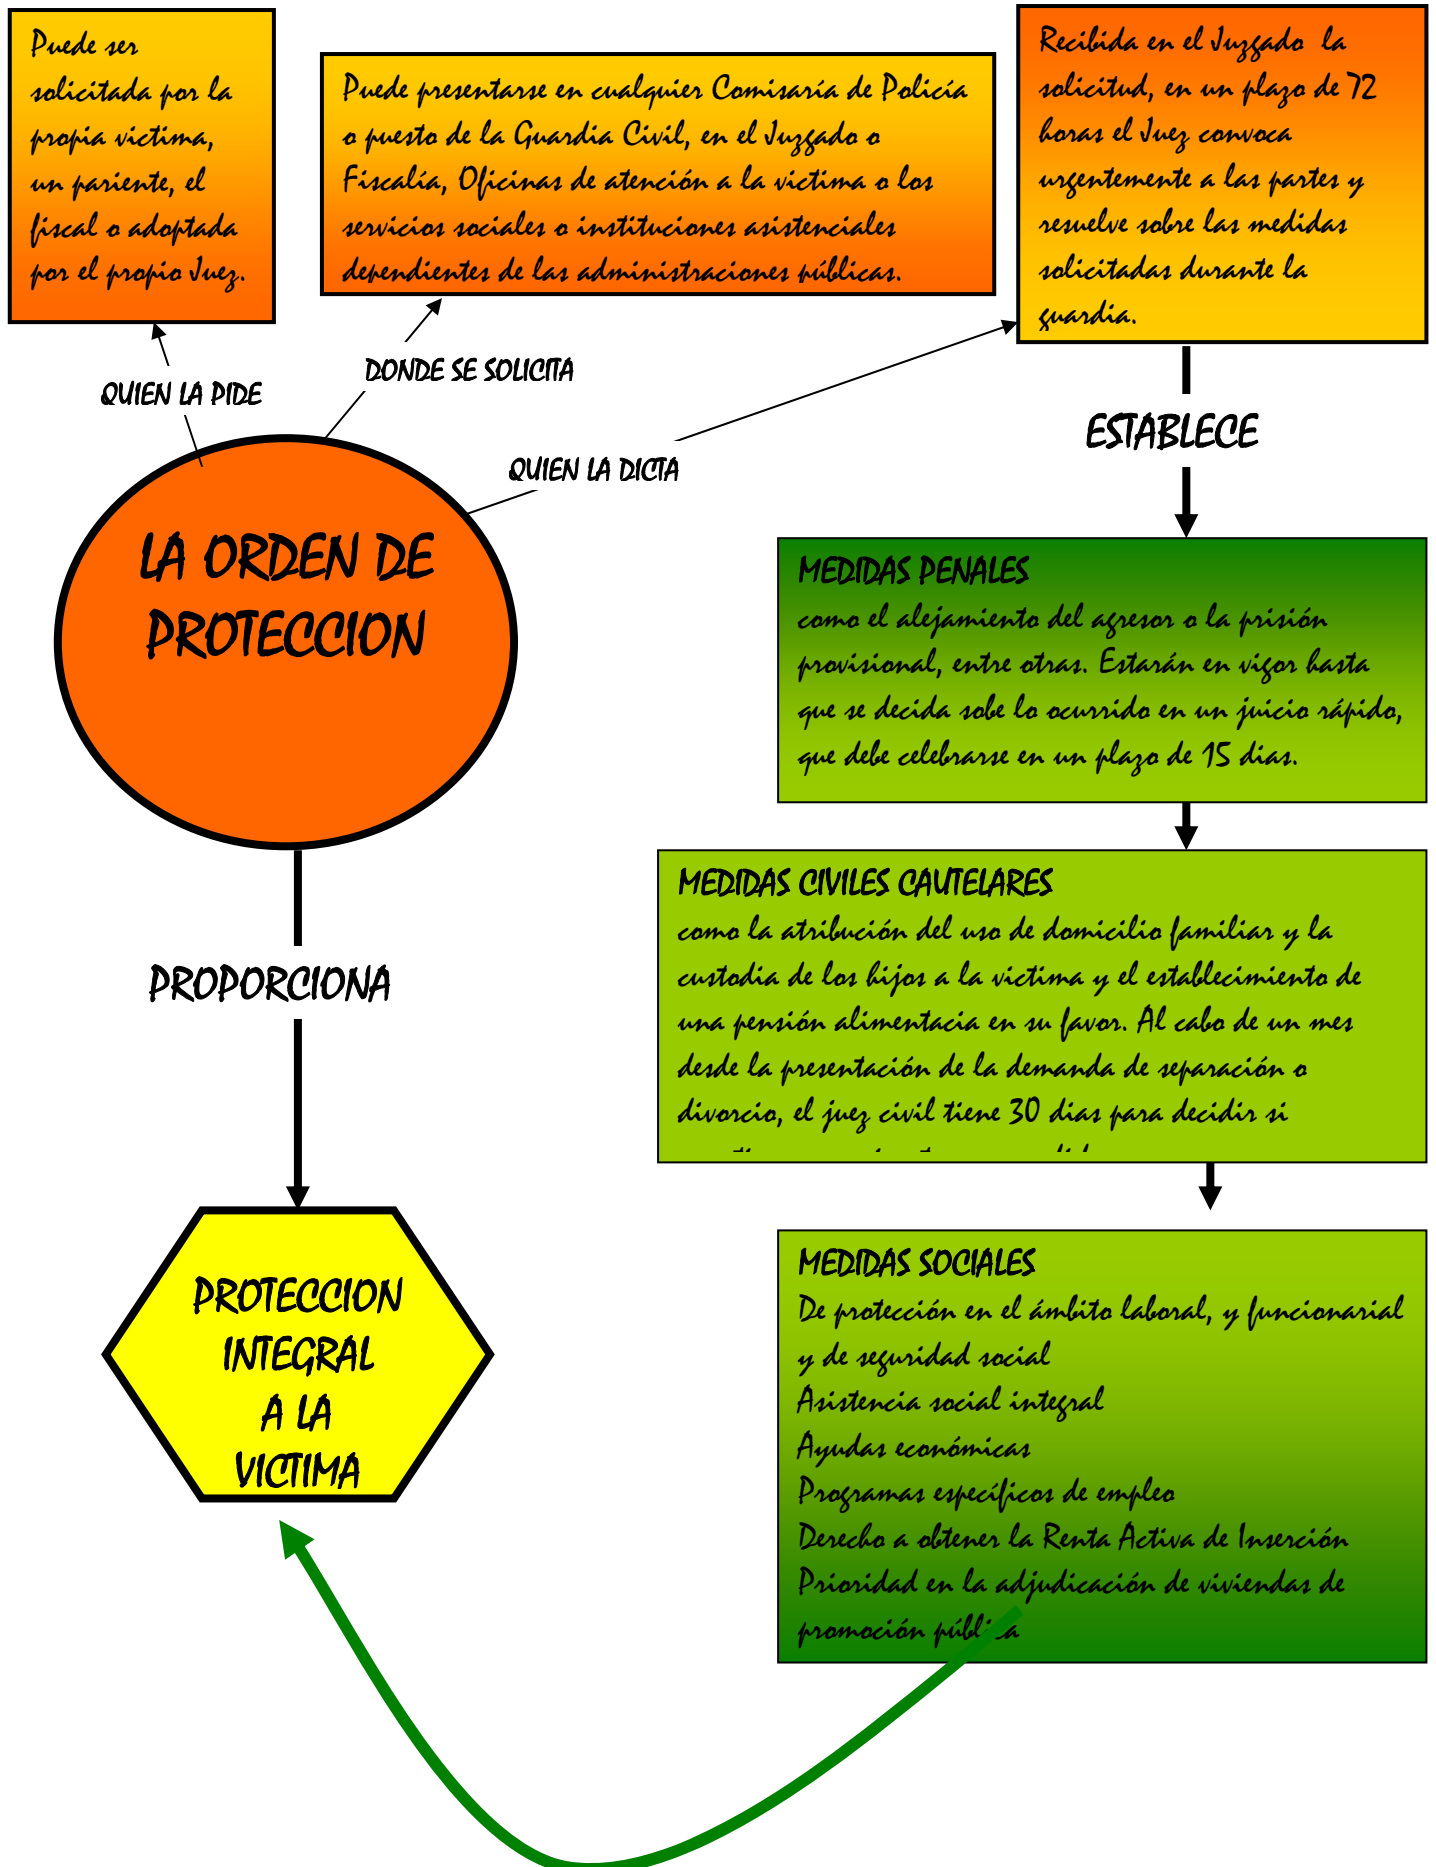 Puede ser
solicitada por la
propia victima,
un pariente, el
fiscal o adoptada
por el propio Juez.
Puede presentarse en cualquier Comisaría de Policía
o puesto de la Guardia Civil, en el Juzgado o
Fiscalía, Oficinas de atención a la victima o los
servicios sociales o instituciones asistenciales
dependientes de las administraciones públicas.
Recibida en el Juzgado la
solicitud, en un plazo de 72
horas el Juez convoca
urgentemente a las partes y
resuelve sobre las medidas
solicitadas durante la
guardia.
QUIEN LA PIDE
DONDE SE SOLICITA
QUIEN LA DICTA
ESTABLECE
LA ORDEN DE
PROTECCION
MEDIDAS PENALES
como el alejamiento del agresor o la prisión
provisional, entre otras. Estarán en vigor hasta
que se decida sobe lo ocurrido en un juicio rápido,
que debe celebrarse en un plazo de 15 dias.
MEDIDAS CIVILES CAUTELARES
como la atribución del uso de domicilio familiar y la
custodia de los hijos a la victima y el establecimiento de
una pensión alimentacia en su favor. Al cabo de un mes
desde la presentación de la demanda de separación o
divorcio, el juez civil tiene 30 dias para decidir si
PROPORCIONA
PROTECCION
INTEGRAL
A LA
VICTIMA
MEDIDAS SOCIALES
De protección en el ámbito laboral, y funcionarial
y de seguridad social
Asistencia social integral
Ayudas económicas
Programas específicos de empleo
Derecho a obtener la Renta Activa de Inserción
Prioridad en la adjudicación de viviendas de
promoción pública